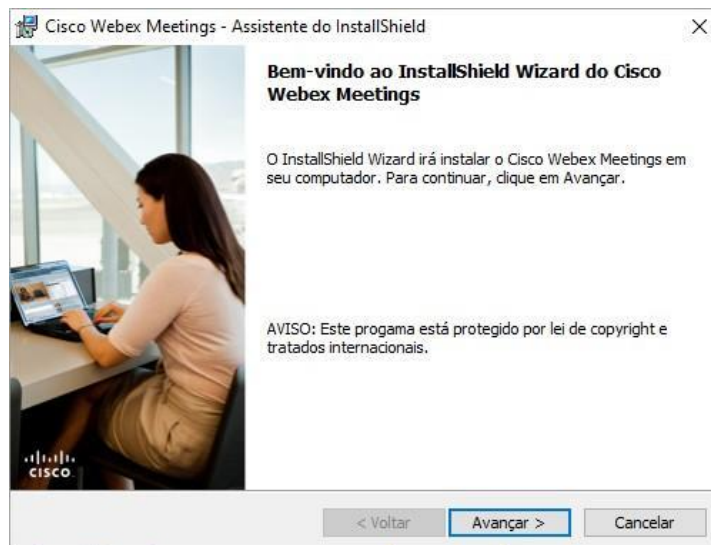 Cisco Webex Meetings - Assistente do InstallShield
Bem-vindo ao InstallShield Wizard do Cisco
Webex Meetings
O InstallShield Wizard irá instalar o Cisco Webex Meetings em
seu computador. Para continuar, clique em Avançar.
AVISO: Este progama está protegido por lei de copyright e
tratados internacionais.
CISCO
< Voltar
Avançar >
Cancelar